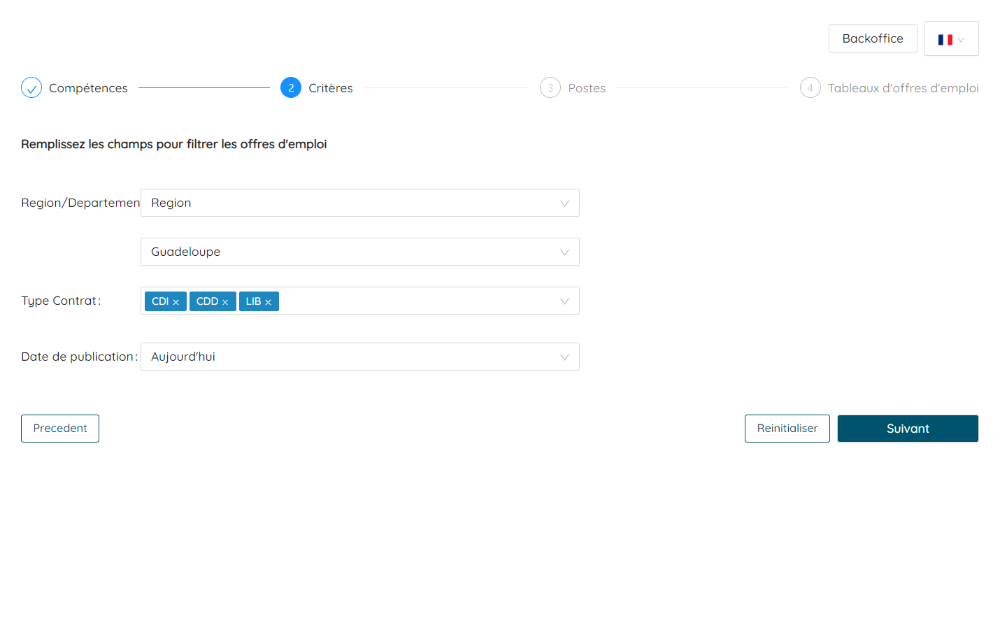 Backoffice
Compétences
2 Critères
3 Postes
4 Tableaux d'offres d'emploi
Remplissez les champs pour filtrer les offres d'emploi
Region/Departemen Region
Guadeloupe
Type Contrat : CDI × CDD × LIB ×
Date de publication : Aujourd'hui
Precedent
Reinitialiser
Suivant